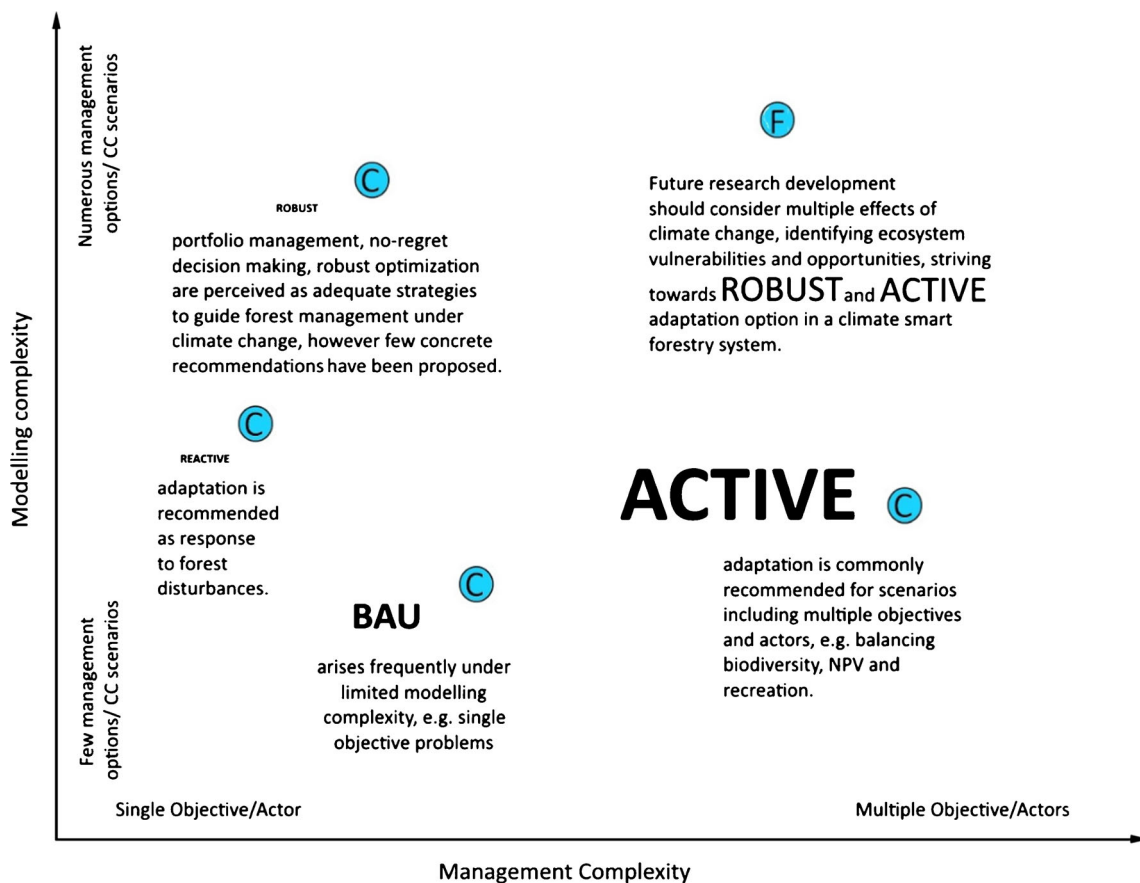 Modelling complexity
Numerous management
options/ CC scenarios
Few management
options/ CC scenarios
C
ROBUST
portfolio management, no-regret
decision making, robust optimization
are perceived as adequate strategies
to guide forest management under
climate change, however few concrete
recommendations have been proposed.
F
Future research development
should consider multiple effects of
climate change, identifying ecosystem
vulnerabilities and opportunities, striving
towards ROBUST and ACTIVE
adaptation option in a climate smart
forestry system.
C
REACTIVE
adaptation is
recommended
as response
to forest
disturbances.
C
BAU
arises frequently under
limited modelling
complexity, e.g. single
objective problems
ACTIVE C
adaptation is commonly
recommended for scenarios
including multiple objectives
and actors, e.g. balancing
biodiversity, NPV and
recreation.
Single Objective/Actor
Multiple Objective/Actors
Management Complexity